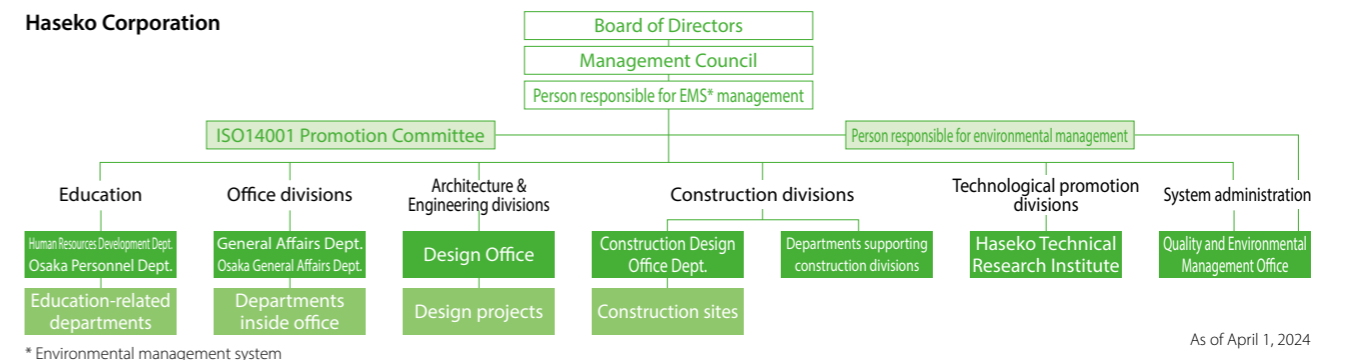 Haseko Corporation
Board of Directors
Management Council
Person responsible for EMS* management
ISO14001 Promotion Committee
Person responsible for environmental management
Education
Office divisions
Architecture &
Engineering divisions
Construction divisions
Technological promotion
divisions
System administration
Human Resources Development Dept.
Osaka Personnel Dept.
General Affairs Dept.
Osaka General Affairs Dept.
Design Office
Construction Design
Office Dept.
Departments supporting
construction divisions
Haseko Technical
Research Institute
Quality and Environmental
Management Office
Education-related
departments
Departments
inside office
Design projects
Construction sites
As of April 1, 2024
* Environmental management system